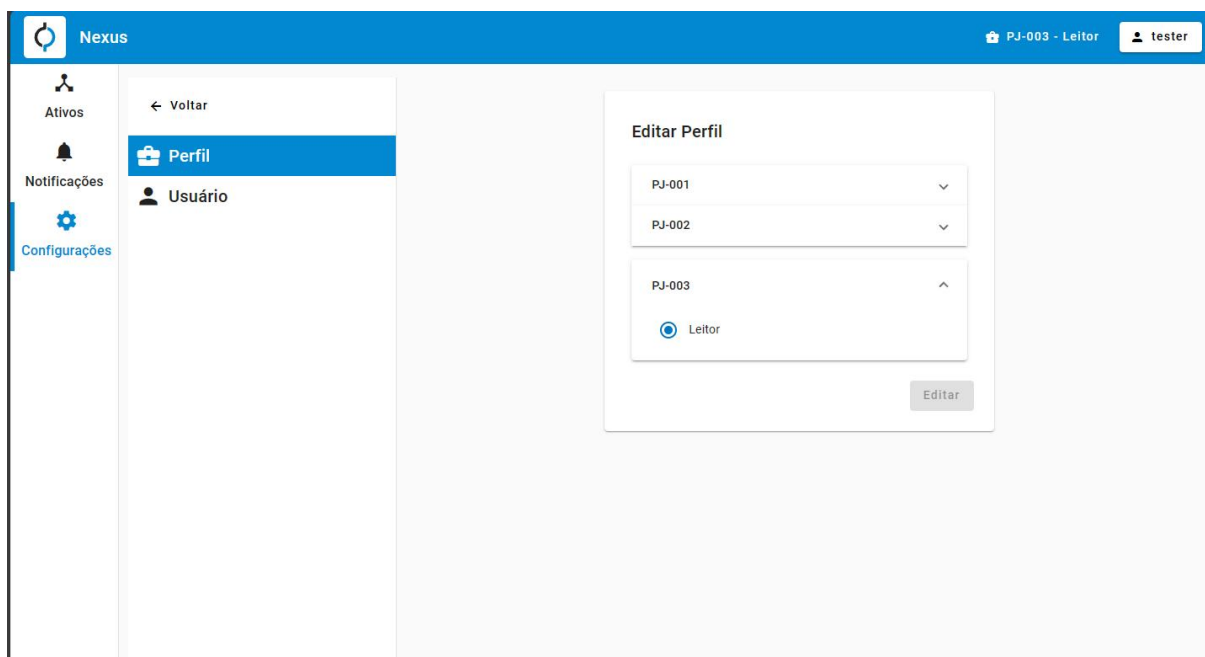 Nexus
PJ-003 - Leitor
tester
Ativos
Notificações
Configurações
Voltar
Perfil
Usuário
Editar Perfil
PJ-001
PJ-002
PJ-003
Leitor
Editar